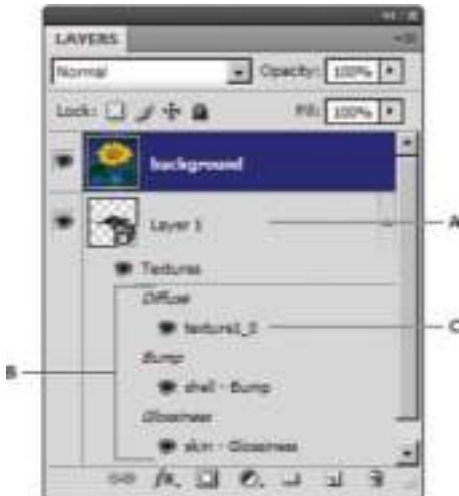 LAYERS
Normal Opacity: 100%
Lock: Fill: 100%
background
Layer 1
A
Textures
Diffuse
texture1_0
C
B
Bump
shell - Bump
Glossiness
skin - Glossiness
fx